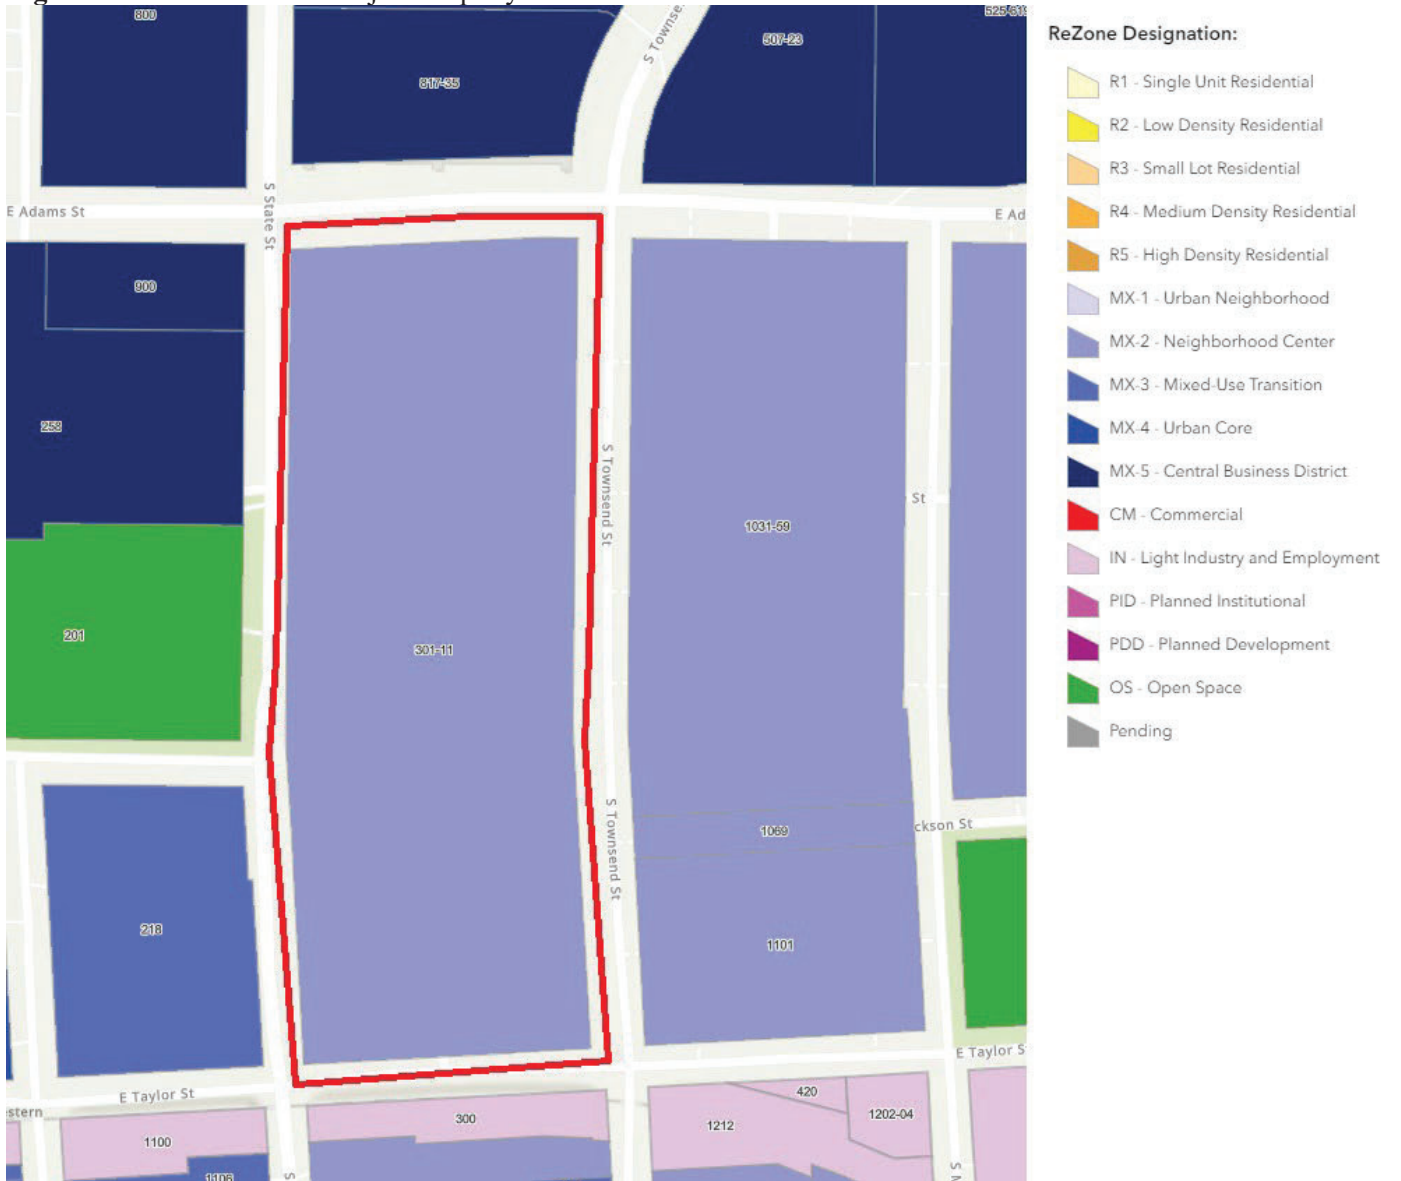 800
817-35
S Townse
507-23
525-619
E Adams St
S State St
E Ad
900
258
S Townsend St
St
1031-59
201
301-11
S Townsend St
1069
ckson St
218
1101
E Taylor S
E Taylor St
stern
1100
300
420
1202-04
1212
1106
S
S
ReZone Designation:
R1 - Single Unit Residential
R2 - Low Density Residential
R3 - Small Lot Residential
R4 - Medium Density Residential
R5 - High Density Residential
MX-1 - Urban Neighborhood
MX-2 - Neighborhood Center
MX-3 - Mixed-Use Transition
MX-4 - Urban Core
MX-5 - Central Business District
CM - Commercial
IN - Light Industry and Employment
PID - Planned Institutional
PDD - Planned Development
OS - Open Space
Pending